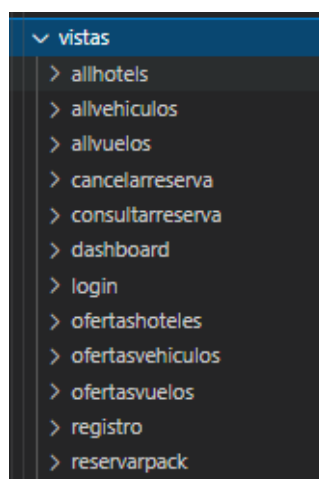 vistas
allhotels
allvehiculos
allvuelos
cancelarreserva
consultarreserva
dashboard
login
ofertashoteles
ofertasvehiculos
ofertasvuelos
registro
reservarpack